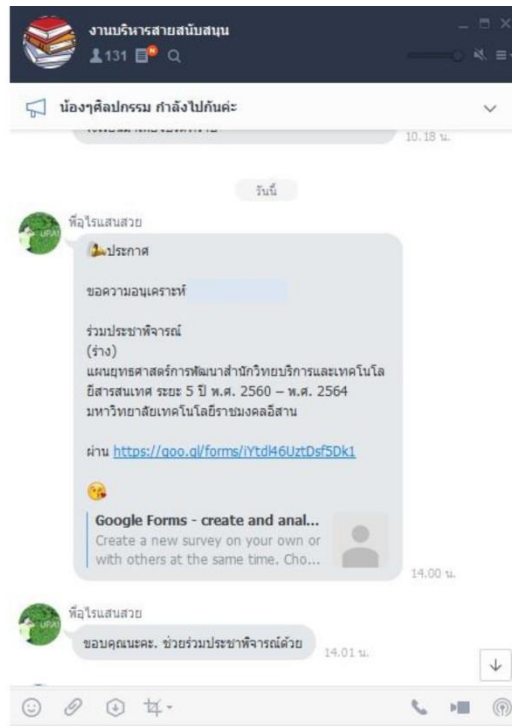 งานบริหารสายสนับสนุน
131
N
น้องๆศิลปกรรม กำลังไปกันค่ะ
10.18 น.
วันนี้
พี่อุไรแสนสวย
ประกาศ
ขอความอนุเคราะห์
ร่วมประชาพิจารณ์
(ร่าง)
แผนยุทธศาสตร์การพัฒนาสำนักวิทยบริการและเทคโนโล
ยีสารสนเทศ ระยะ 5 ปี พ.ศ. 2560 – พ.ศ. 2564
มหาวิทยาลัยเทคโนโลยีราชมงคลอีสาน
ผ่าน https://goo.gl/forms/iYtdl46UztDsf5Dk1
Google Forms - create and anal...
Create a new survey on your own or
with others at the same time. Cho...
14.00 น.
พี่อุไรแสนสวย
ขอบคุณนะคะ. ช่วยร่วมประชาพิจารณ์ด้วย
14.01 น.